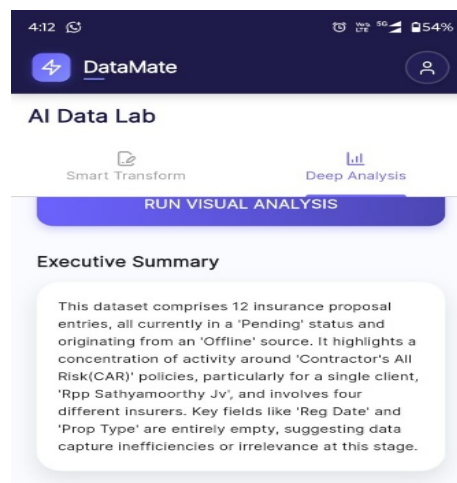 4:12
Vo)) LTE 5G 54%
DataMate
AI Data Lab
Smart Transform Deep Analysis
RUN VISUAL ANALYSIS
Executive Summary
This dataset comprises 12 insurance proposal
entries, all currently in a 'Pending' status and
originating from an 'Offline' source. It highlights a
concentration of activity around 'Contractor's All
Risk(CAR)' policies, particularly for a single client,
'Rpp Sathyamoorthy Jv', and involves four
different insurers. Key fields like 'Reg Date' and
'Prop Type' are entirely empty, suggesting data
capture inefficiencies or irrelevance at this stage.